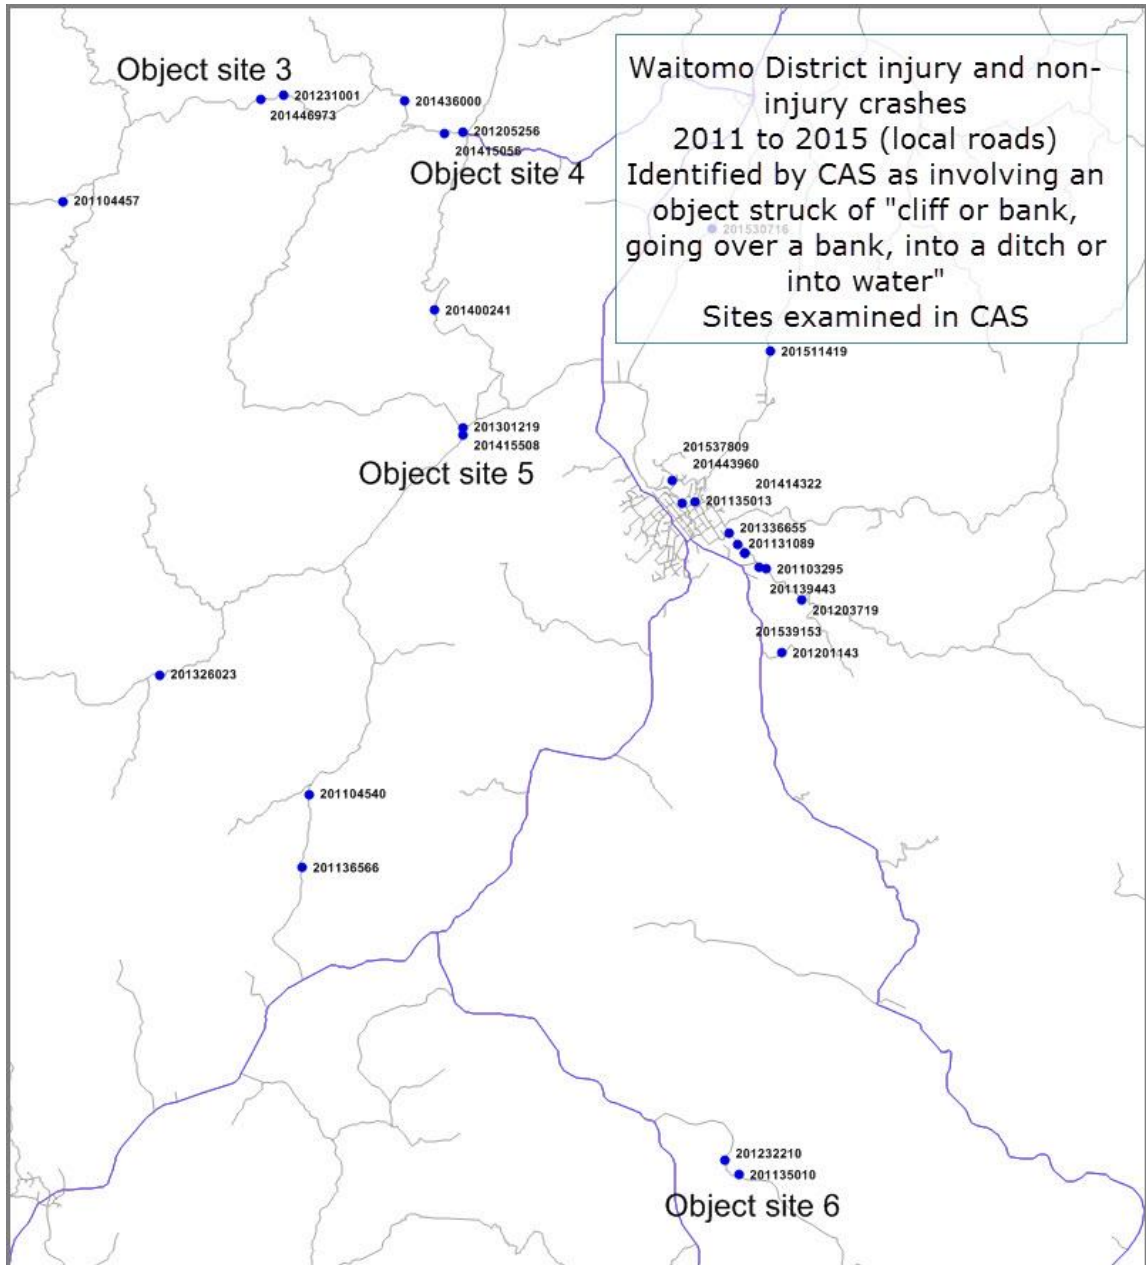 Waitomo District injury and non-
injury crashes
2011 to 2015 (local roads)
Identified by CAS as involving an
object struck of "cliff or bank,
going over a bank, into a ditch or
into water"
Sites examined in CAS
Object site 3
201231001
201446973
201436000
201205256
201415056
Object site 4
201104457
201530716
201400241
201511419
201301219
201415508
Object site 5
201537809
201443960
201414322
201135013
201336655
201131089
201103295
201139443
201203719
201539153
201201143
201326023
201104540
201136566
201232210
201135010
Object site 6